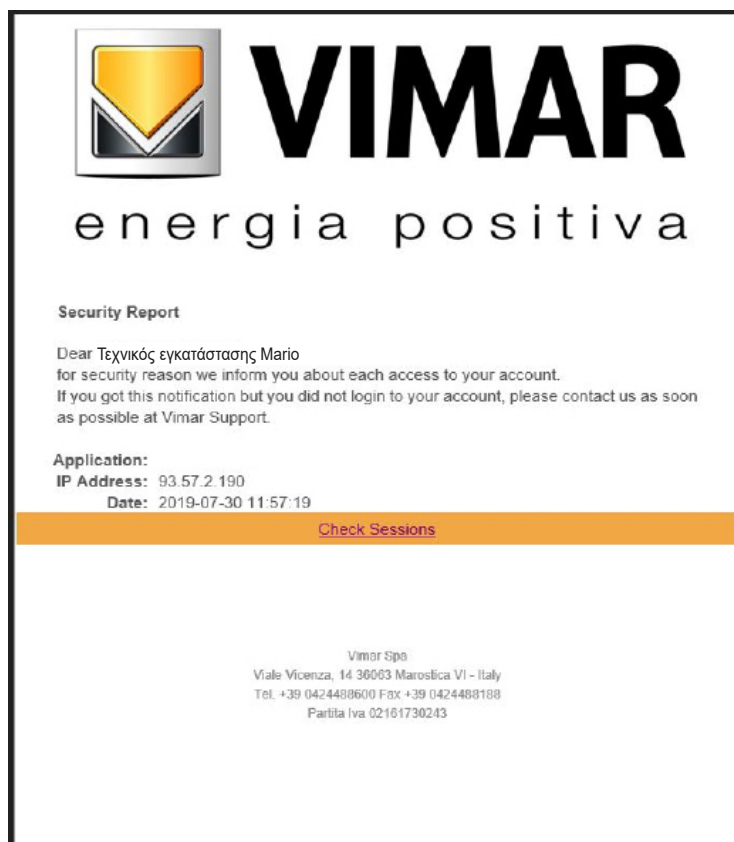 VIMAR
energia positiva
Security Report
Dear Τεχνικός εγκατάστασης Mario
for security reason we inform you about each access to your account.
If you got this notification but you did not login to your account, please contact us as soon
as possible at Vimar Support.
Application:
IP Address: 93.57.2.190
Date: 2019-07-30 11:57:19
Check Sessions
Vimar Spa
Viale Vicenza, 14 36063 Marostica VI - Italy
Tel. +39 0424488600 Fax +39 0424488188
Partita Iva 02161730243